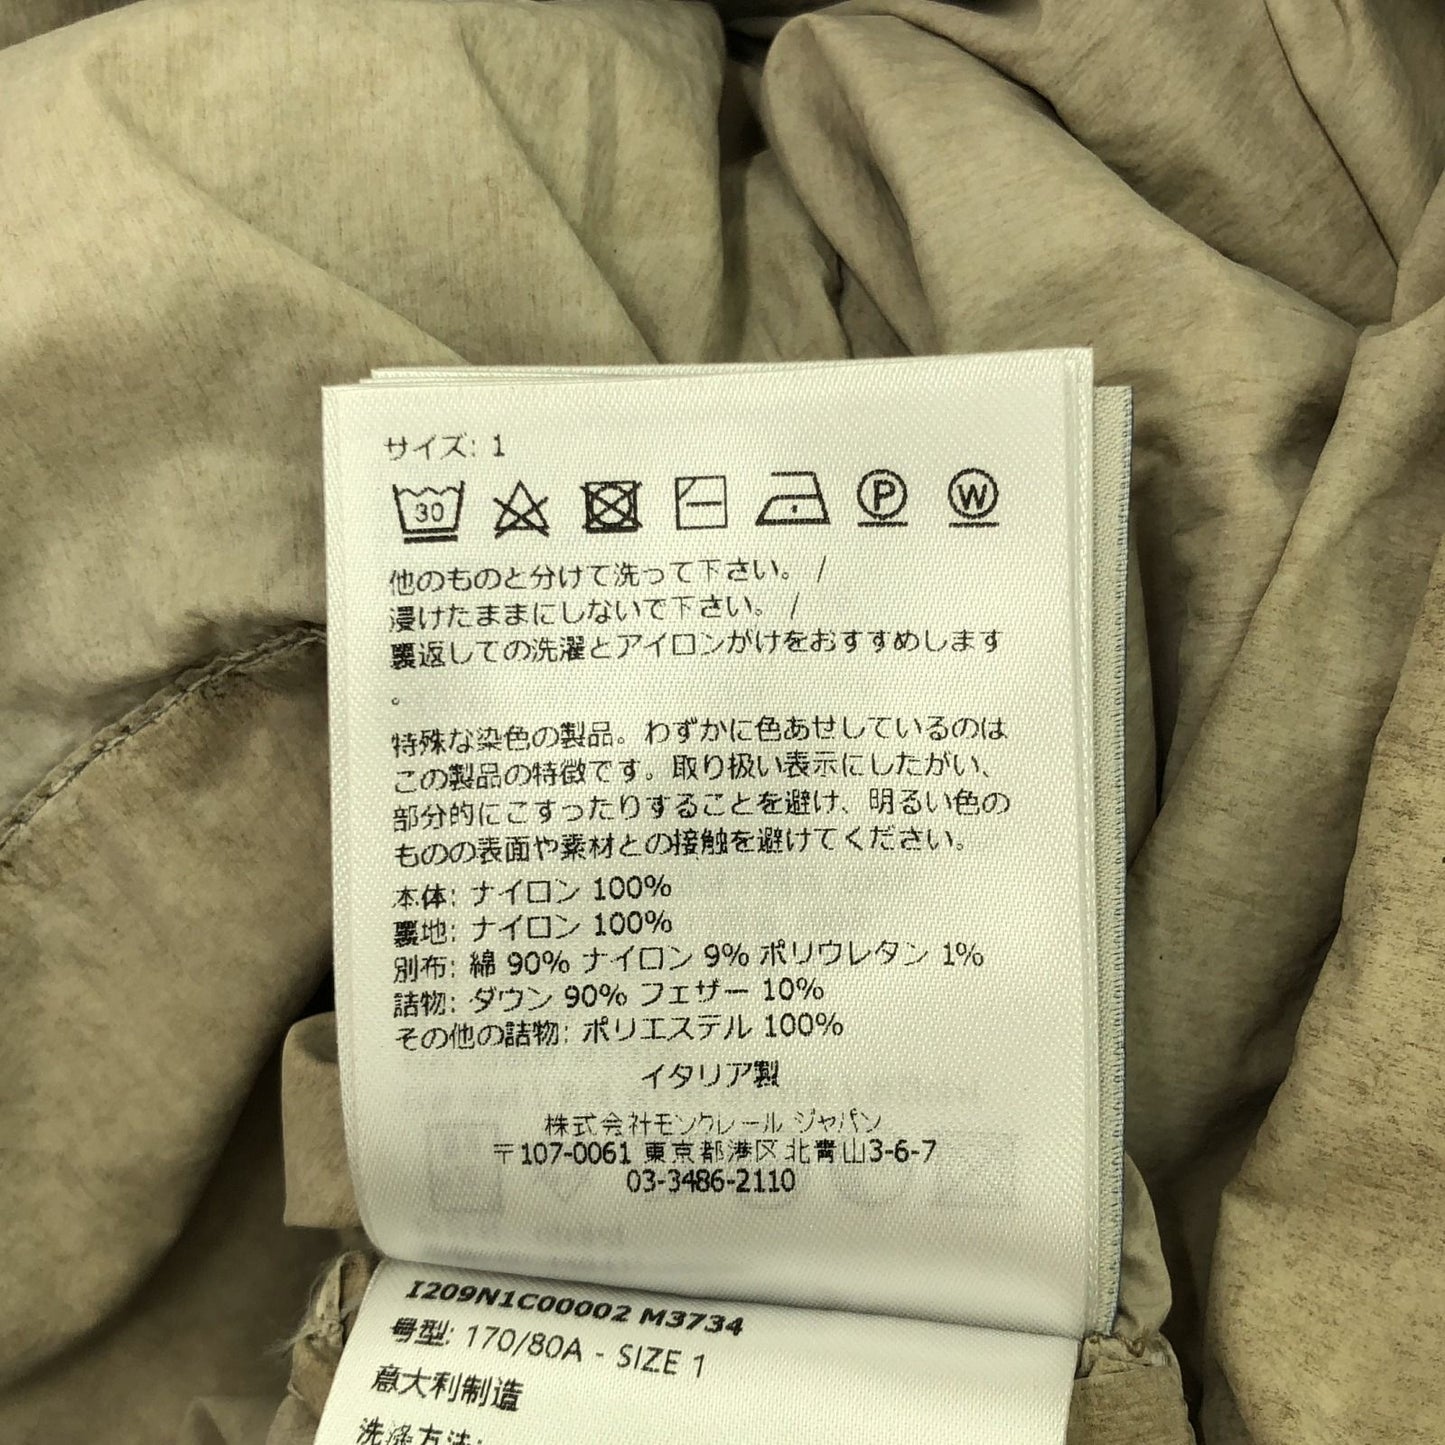 サイズ: 1
30
P
W
他のものと分けて洗って下さい。 /
浸けたままにしないで下さい。 /
裏返しての洗濯とアイロンがけをおすすめします
。
特殊な染色の製品。わずかに色あせしているのは
この製品の特徴です。取り扱い表示にしたがい、
部分的にこすったりすることを避け、明るい色の
ものの表面や素材との接触を避けてください。
本体: ナイロン 100%
裏地: ナイロン 100%
別布: 綿 90% ナイロン 9% ポリウレタン 1%
詰物: ダウン 90% フェザー 10%
その他の詰物: ポリエステル 100%
イタリア製
株式会社モンクレール ジャパン
〒107-0061 東京都港区北青山3-6-7
03-3486-2110
I209N1C00002 M3734
号型: 170/80A - SIZE 1
意大利制造
洗涤方法: